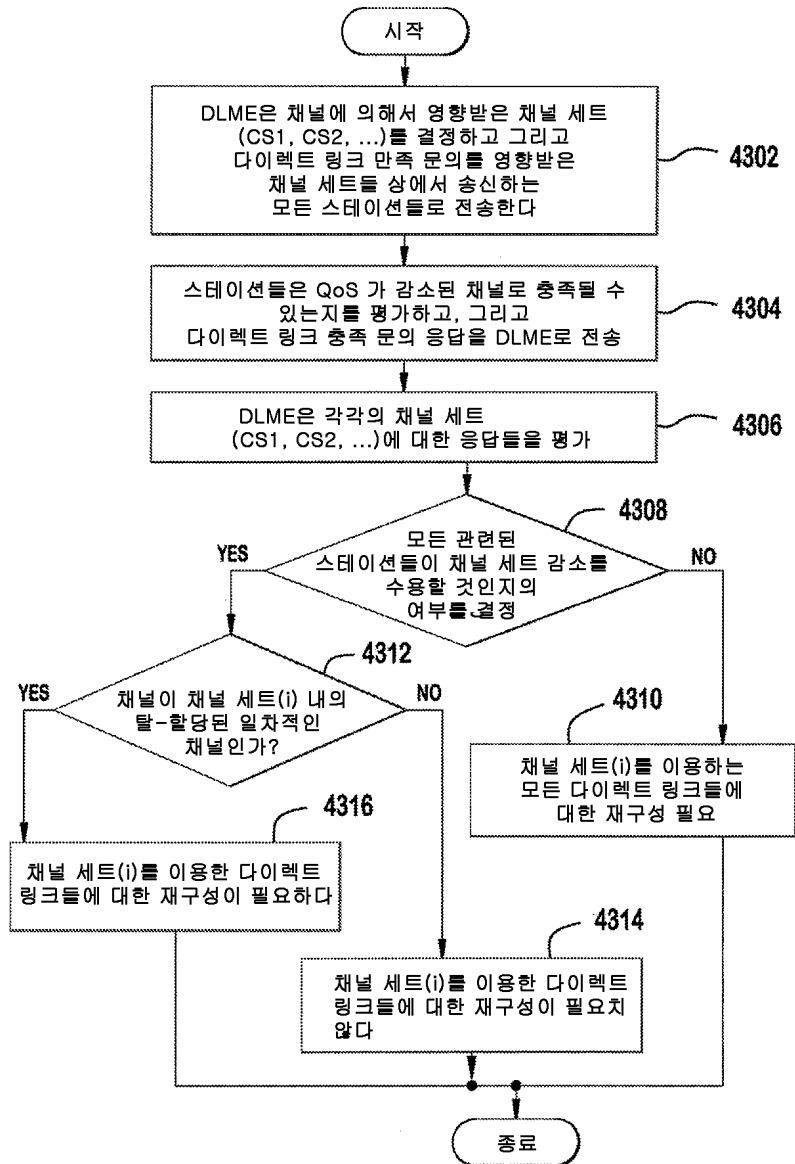 시작
DLME은 채널에 의해서 영향받은 채널 세트
(CS1, CS2, ...)를 결정하고 그리고
다이렉트 링크 만족 문의를 영향받은
채널 세트들 상에서 송신하는
모든 스테이션들로 전송한다
4302
스테이션들은 QoS 가 감소된 채널로 충족될 수
있는지를 평가하고, 그리고
다이렉트 링크 충족 문의 응답을 DLME로 전송
4304
DLME은 각각의 채널 세트
(CS1, CS2, ...)에 대한 응답들을 평가
4306
4308
모든 관련된
스테이션들이 채널 세트 감소를
수용할 것인지의
여부를 결정
YES
NO
4312
채널이 채널 세트(i) 내의
탈-할당된 일차적인
채널인가?
YES
NO
4310
채널 세트(i)를 이용하는
모든 다이렉트 링크들에
대한 재구성 필요
4316
채널 세트(i)를 이용한 다이렉트
링크들에 대한 재구성이 필요하다
4314
채널 세트(i)를 이용한 다이렉트
링크들에 대한 재구성이 필요치
않다
종료